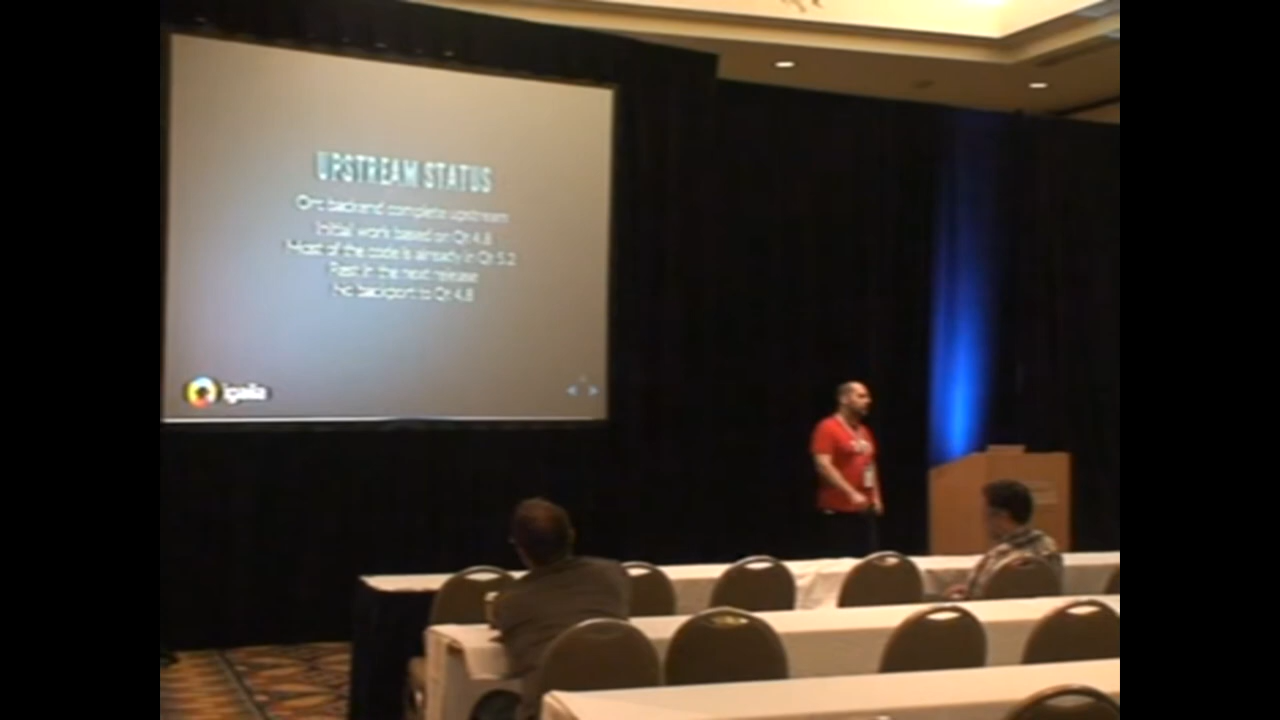 UPSTREAM STATUS
Orc backend complete upstream
Initial work based on Qt 4.8
Most of the code is already in Qt 5.2
Rest in the next release
No backport to Qt 4.8
igalia